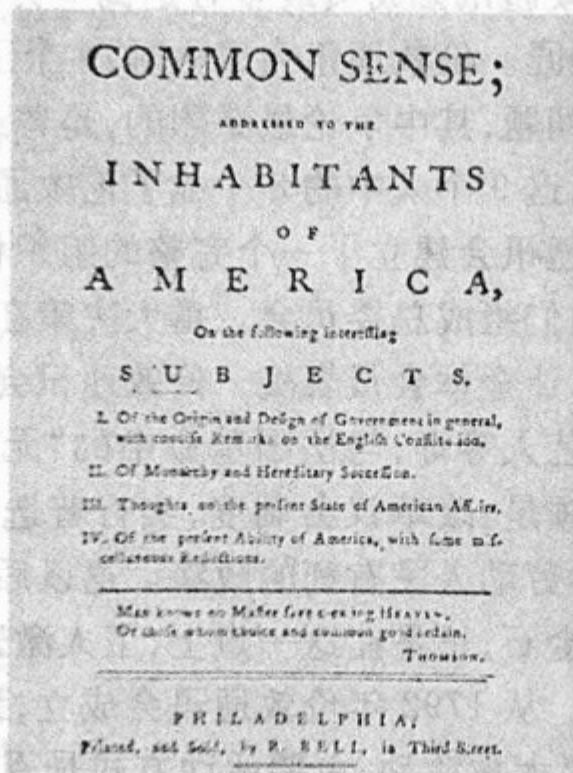 COMMON SENSE;
ADDRESSED TO THE
INHABITANTS
OF
AMERICA,
On the following interesting
SUBJECTS.
I. Of the Origin and Design of Government in general,
with concise Remarks on the English Constitution.
II. Of Monarchy and Hereditary Succession.
III. Thoughts on the present State of American Affairs.
IV. Of the present Ability of America, with some mis-
cellaneous Reflections.
Man knows no Master save creating HEAVEN,
Or those whom choice and common good ordain.
THOMSON.
PHILADELPHIA,
Printed, and Sold, by R. BELL, in Third-Street.